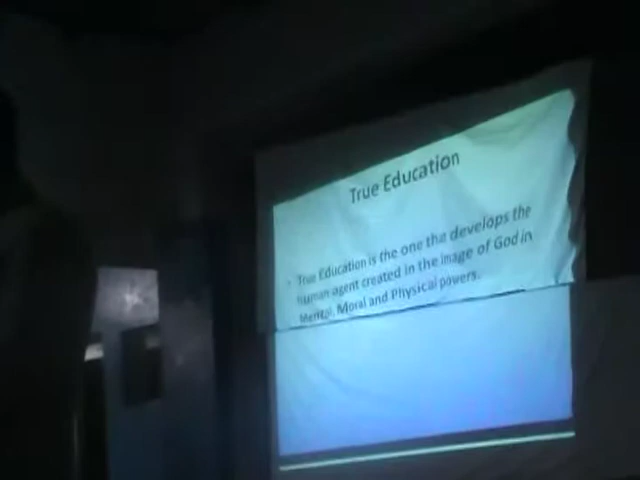 True Education
• True Education is the one tha develops the
human agent created in the image of God in
Mental, Moral and Physical powers.